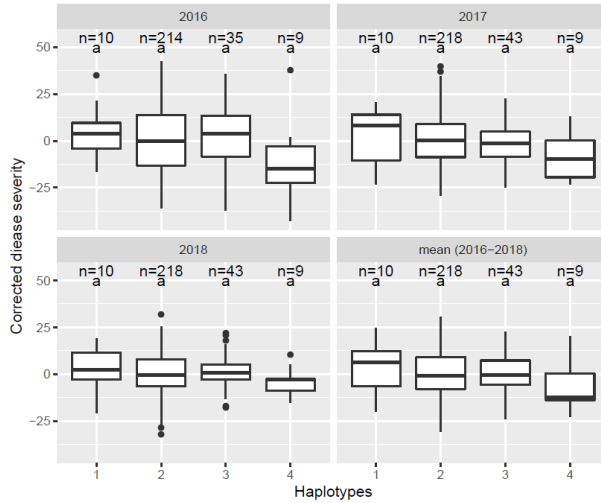 2016
2017
n=10 n=214 n=35 n=9
a a a a
n=10 n=218 n=43 n=9
a a a a
50
25
0
−25
2018
mean (2016−2018)
n=10 n=218 n=43 n=9
a a a a
n=10 n=218 n=43 n=9
a a a a
50
25
0
−25
1 2 3 4
1 2 3 4
Haplotypes
Corrected disease severity